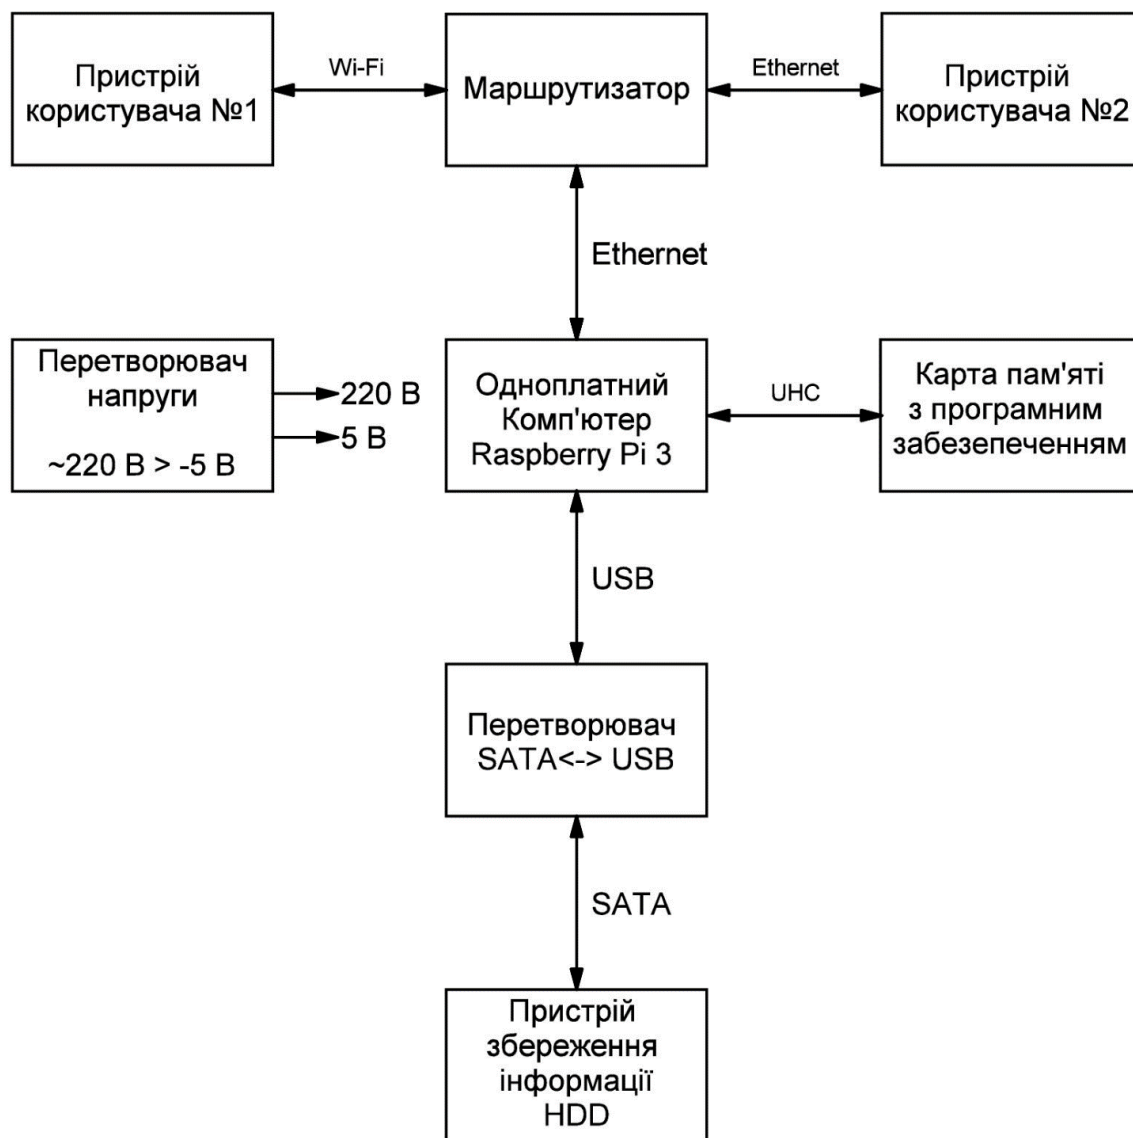 Пристрій
користувача №1
Wi-Fi
Маршрутизатор
Ethernet
Пристрій
користувача №2
Ethernet
Перетворювач
напруги
~220 В > -5 В
220 В
5 В
Одноплатний
Комп'ютер
Raspberry Pi 3
UHC
Карта пам'яті
з програмним
забезепеченням
USB
Перетворювач
SATA<-> USB
SATA
Пристрій
збереження
інформації
HDD